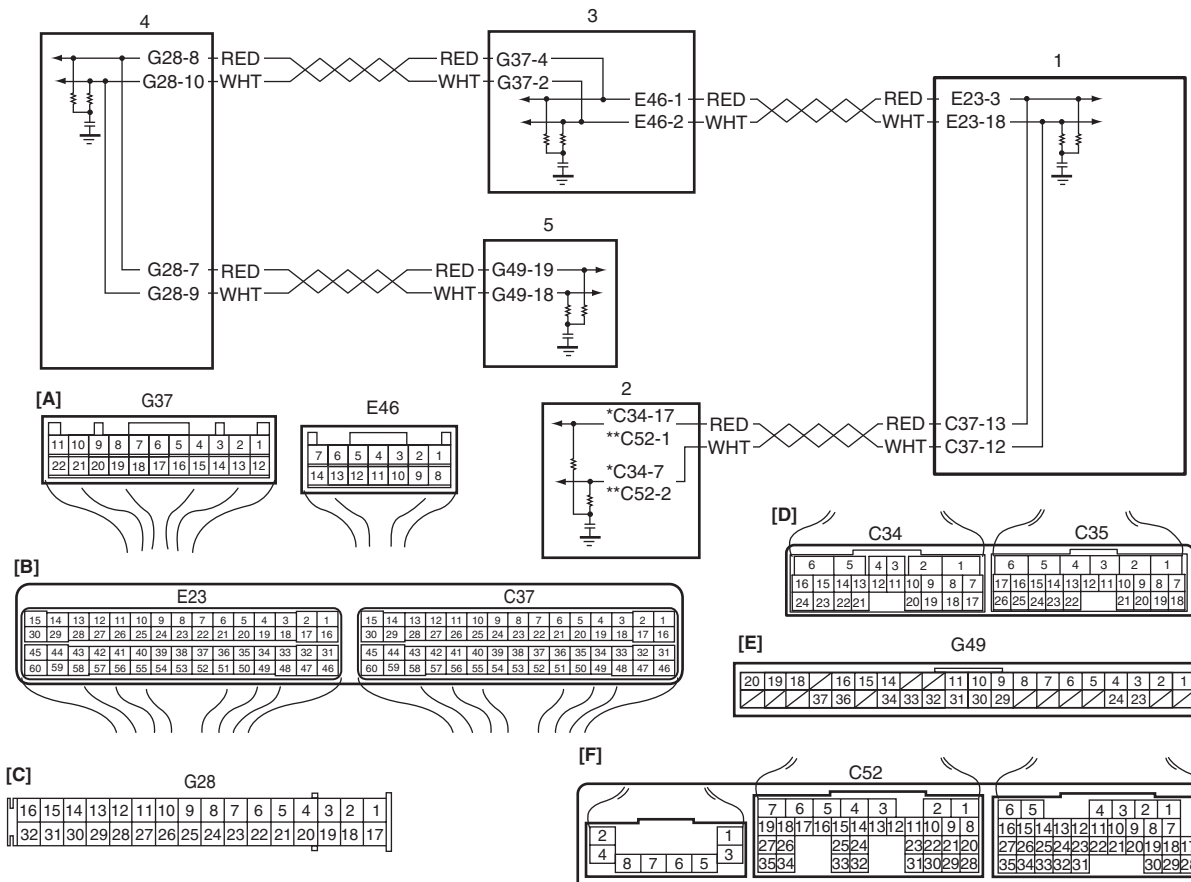 4
3
1
G28-8 RED RED G37-4
G28-10 WHT WHT G37-2
E46-1 RED RED E23-3
E46-2 WHT WHT E23-18
5
G28-7 RED RED G49-19
G28-9 WHT WHT G49-18
2
*C34-17 RED RED C37-13
**C52-1 WHT WHT C37-12
*C34-7
**C52-2
[A]
G37
11 10 9 8 7 6 5 4 3 2 1
22 21 20 19 18 17 16 15 14 13 12
E46
7 6 5 4 3 2 1
14 13 12 11 10 9 8
[B]
E23
15 14 13 12 11 10 9 8 7 6 5 4 3 2 1
30 29 28 27 26 25 24 23 22 21 20 19 18 17 16
45 44 43 42 41 40 39 38 37 36 35 34 33 32 31
60 59 58 57 56 55 54 53 52 51 50 49 48 47 46
C37
15 14 13 12 11 10 9 8 7 6 5 4 3 2 1
30 29 28 27 26 25 24 23 22 21 20 19 18 17 16
45 44 43 42 41 40 39 38 37 36 35 34 33 32 31
60 59 58 57 56 55 54 53 52 51 50 49 48 47 46
[C]
G28
16 15 14 13 12 11 10 9 8 7 6 5 4 3 2 1
32 31 30 29 28 27 26 25 24 23 22 21 20 19 18 17
[D]
C34
6 5 4 3 2 1
16 15 14 13 12 11 10 9 8 7
24 23 22 21 20 19 18 17
C35
6 5 4 3 2 1
17 16 15 14 13 12 11 10 9 8 7
26 25 24 23 22 21 20 19 18
[E]
G49
20 19 18 16 15 14 11 10 9 8 7 6 5 4 3 2 1
37 36 34 33 32 31 30 29 24 23
[F]
2 1
4 8 7 6 5 3
C52
7 6 5 4 3 2 1
19 18 17 16 15 14 13 12 11 10 9 8
27 26 25 24 23 22 21 20
35 34 33 32 31 30 29 28
6 5 4 3 2 1
16 15 14 13 12 11 10 9 8 7
27 26 25 24 23 22 21 20 19 18
35 34 33 32 31 30 29